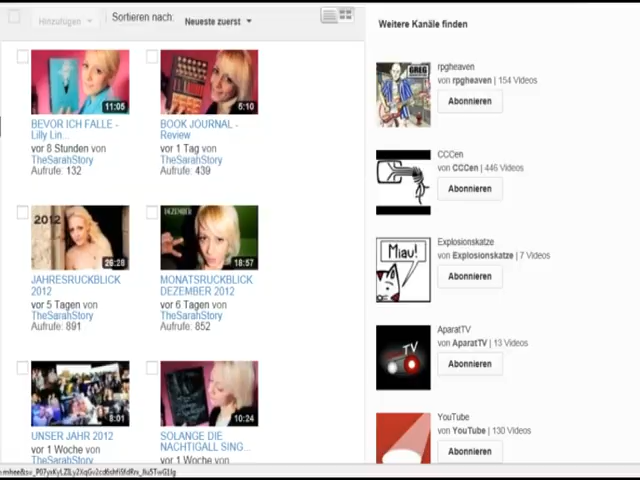 Hinzufügen
Sortieren nach:
Neueste zuerst
11:05
BEVOR ICH FALLE -
Lilly Lin...
vor 8 Stunden von
TheSarahStory
Aufrufe: 132
6:10
BOOK JOURNAL -
Review
vor 1 Tag von
TheSarahStory
Aufrufe: 439
2012
26:28
JAHRESRÜCKBLICK
2012
vor 5 Tagen von
TheSarahStory
Aufrufe: 891
DEZEMBER
18:57
MONATSRÜCKBLICK
DEZEMBER 2012
vor 6 Tagen von
TheSarahStory
Aufrufe: 852
8:01
UNSER JAHR 2012
vor 1 Woche von
TheSarahStory
10:24
SOLANGE DIE
NACHTIGALL SING...
vor 1 Woche von
Weitere Kanäle finden
GREG
rpgheaven
von rpgheaven | 154 Videos
Abonnieren
CCCen
von CCCen | 446 Videos
Abonnieren
Miau!
Explosionskatze
von Explosionskatze | 7 Videos
Abonnieren
TV
AparatTV
von AparatTV | 13 Videos
Abonnieren
YouTube
von YouTube | 130 Videos
Abonnieren